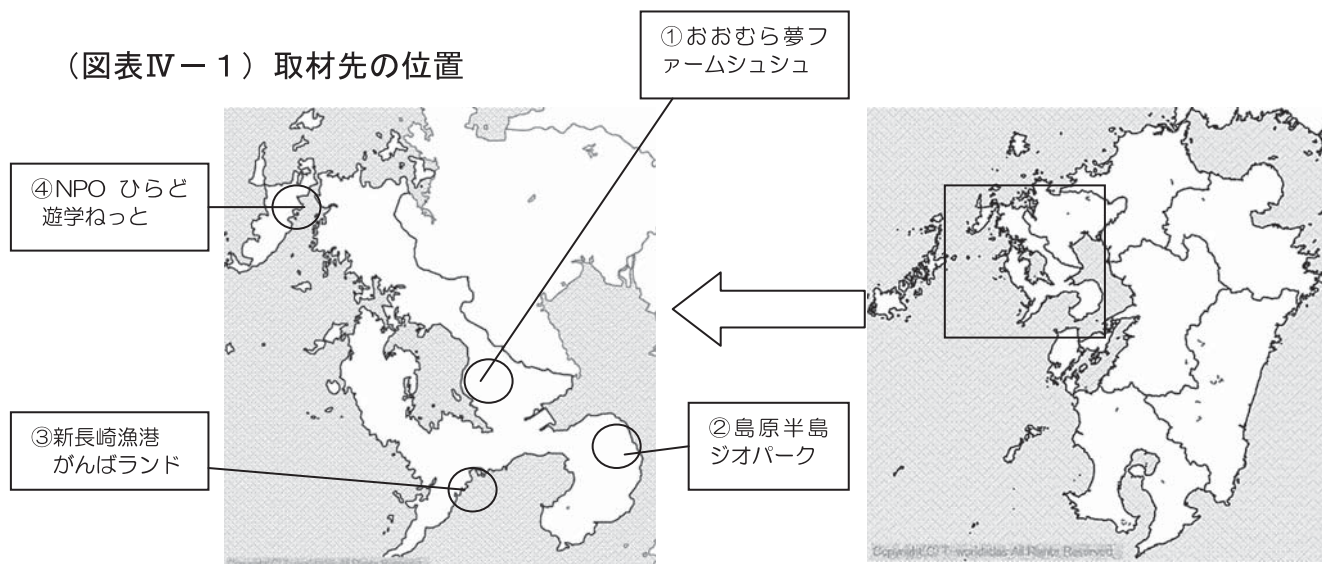 （図表Ⅳ－１）取材先の位置
①おおむら夢フ
ァームシュシュ
④NPO ひらど
遊学ねっと
③新長崎漁港
がんばランド
②島原半島
ジオパーク